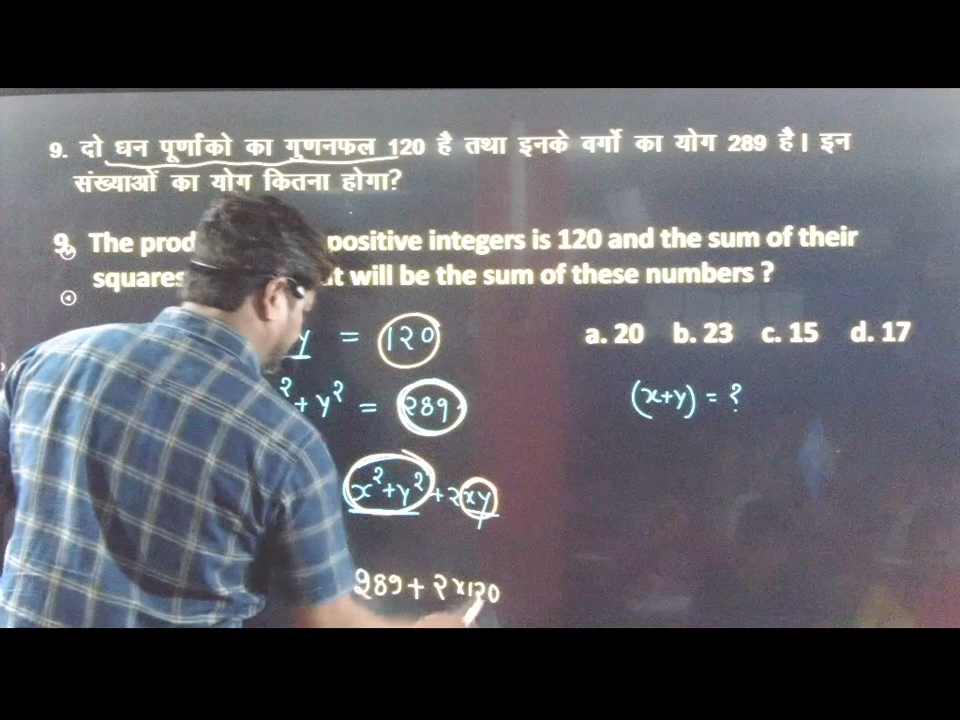 9. दो धन पूर्णांको का गुणनफल 120 है तथा इनके वर्गो का योग 289 है। इन
संख्याओं का योग कितना होगा?
9. The prod positive integers is 120 and the sum of their
squares will be the sum of these numbers ?
a. 20 b. 23 c. 15 d. 17
y = 120
² + y² = 289
(x+y) = ?
x² + y² + 2xy
289 + 2×120